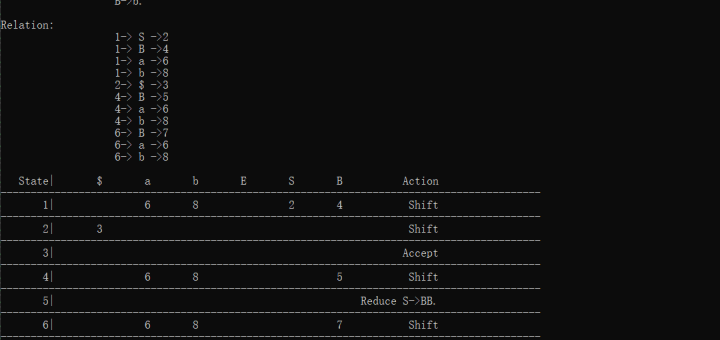 B->b.
Relation:
1-> S ->2
1-> B ->4
1-> a ->6
1-> b ->8
2-> $ ->3
4-> B ->5
4-> a ->6
4-> b ->8
6-> B ->7
6-> a ->6
6-> b ->8
State| $ a b E S B Action
1| 6 8 2 4 Shift
2| 3 Shift
3| Accept
4| 6 8 5 Shift
5| Reduce S->BB.
6| 6 8 7 Shift